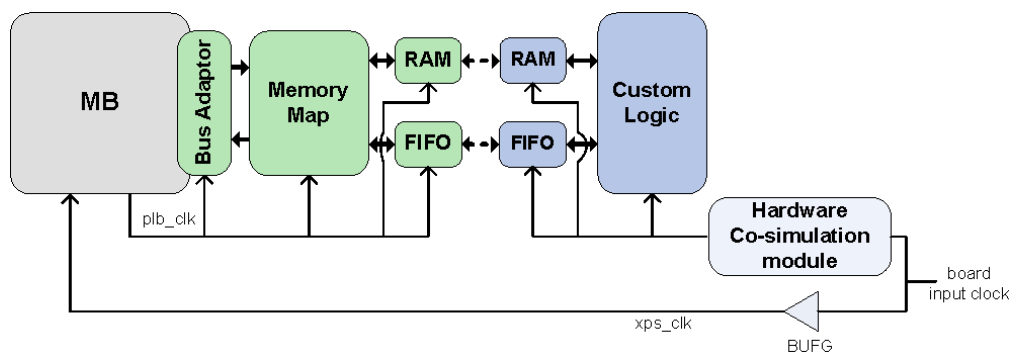 MB
Bus Adaptor
Memory
Map
RAM
FIFO
RAM
FIFO
Custom
Logic
plb_clk
Hardware
Co-simulation
module
board
input clock
xps_clk
BUFG